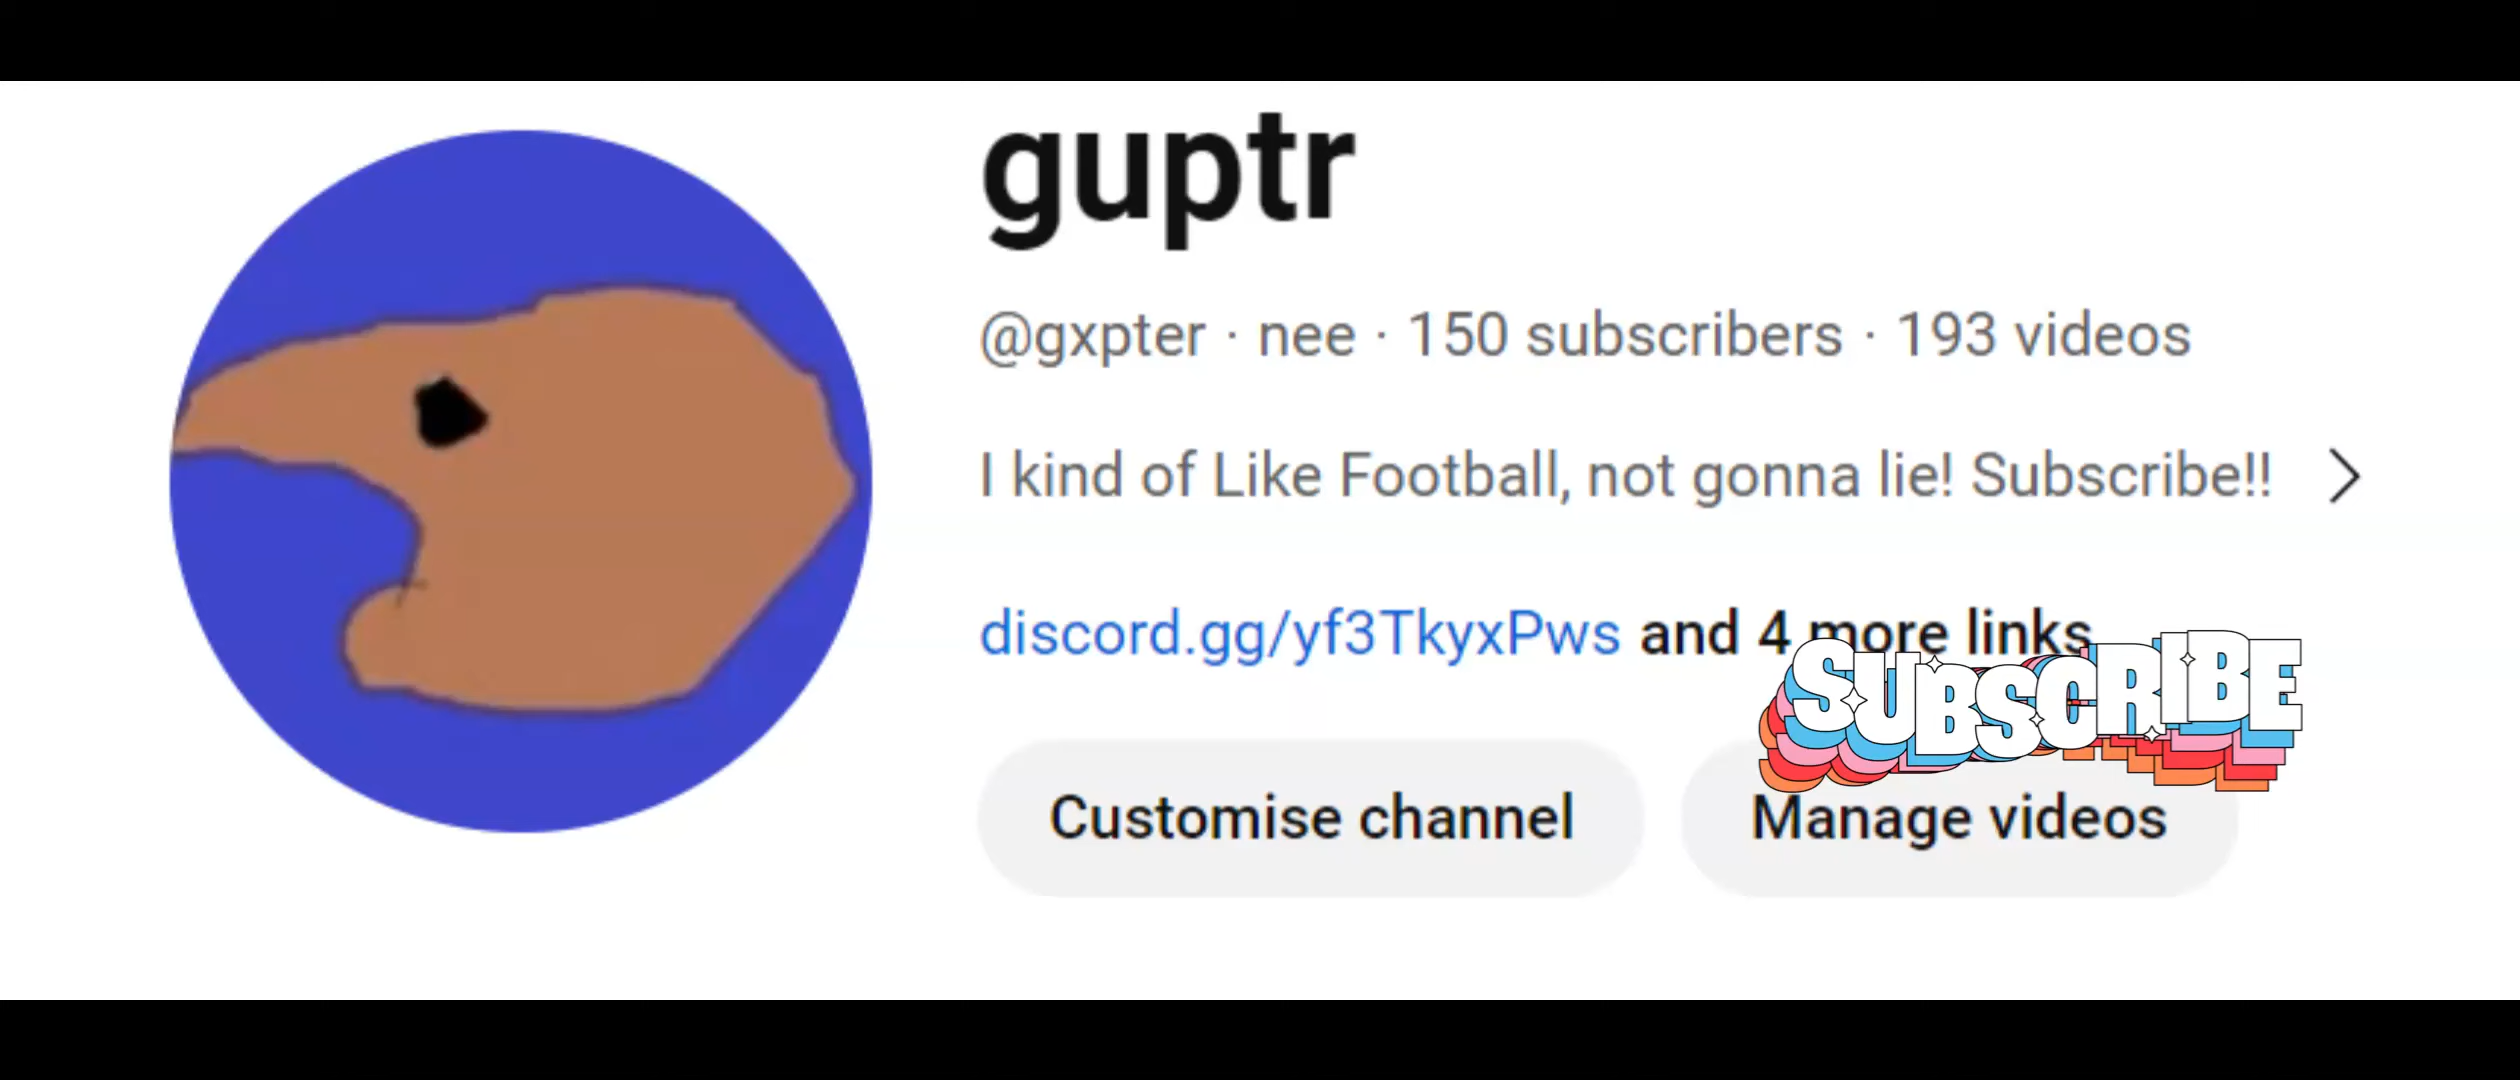 guptr
@gxpter · nee · 150 subscribers · 193 videos
I kind of Like Football, not gonna lie! Subscribe!!
discord.gg/yf3TkyxPws and 4 more links
SUBSCRIBE
Customise channel
Manage videos